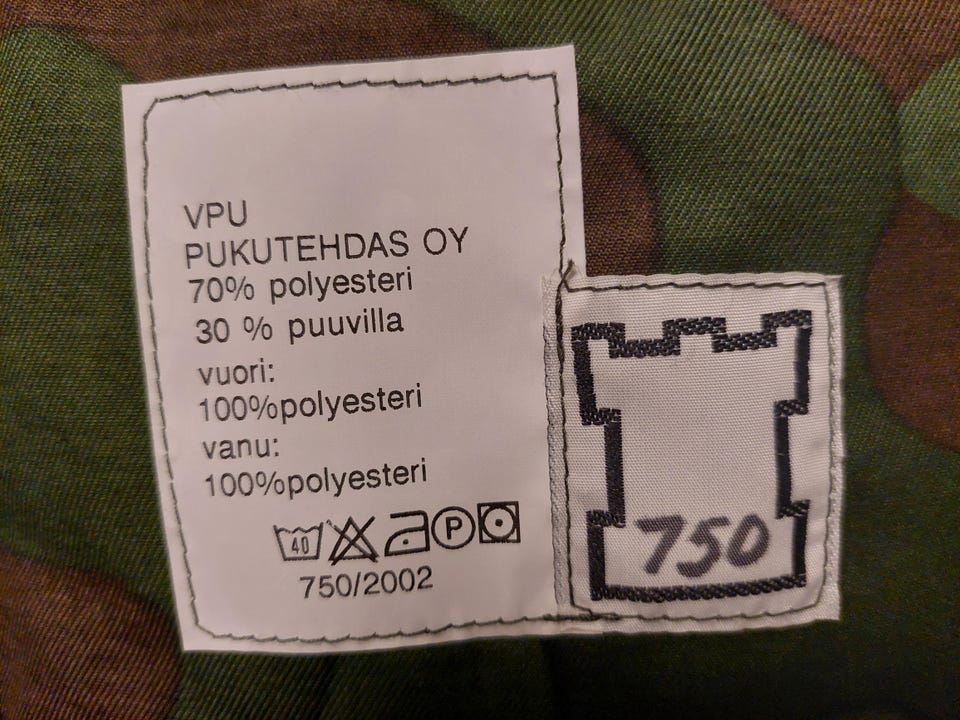 VPU
PUKUTEHDAS OY
70% polyesteri
30 % puuvilla
vuori:
100%polyesteri
vanu:
100%polyesteri
40 P
750/2002
750